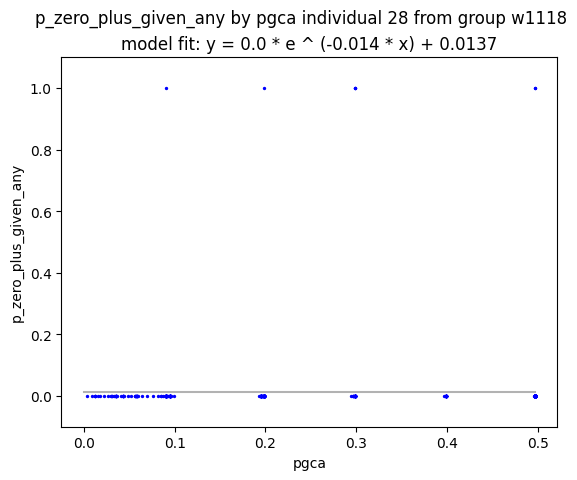 p_zero_plus_given_any by pgca individual 28 from group w1118
model fit: y = 0.0 * e ^ (-0.014 * x) + 0.0137
1.0
0.8
0.6
0.4
0.2
0.0
p_zero_plus_given_any
0.0 0.1 0.2 0.3 0.4 0.5
pgca